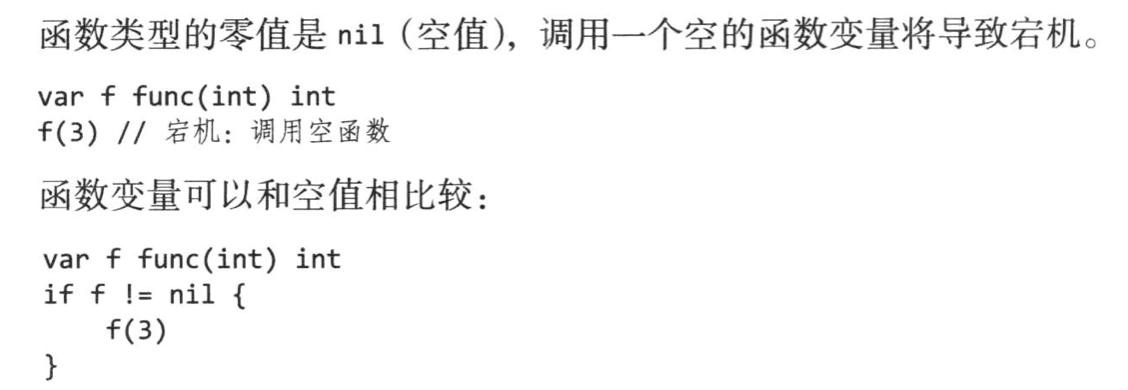 函数类型的零值是 nil（空值），调用一个空的函数变量将导致宕机。
var f func(int) int
f(3) // 宕机：调用空函数
函数变量可以和空值相比较：
var f func(int) int
if f != nil {
    f(3)
}